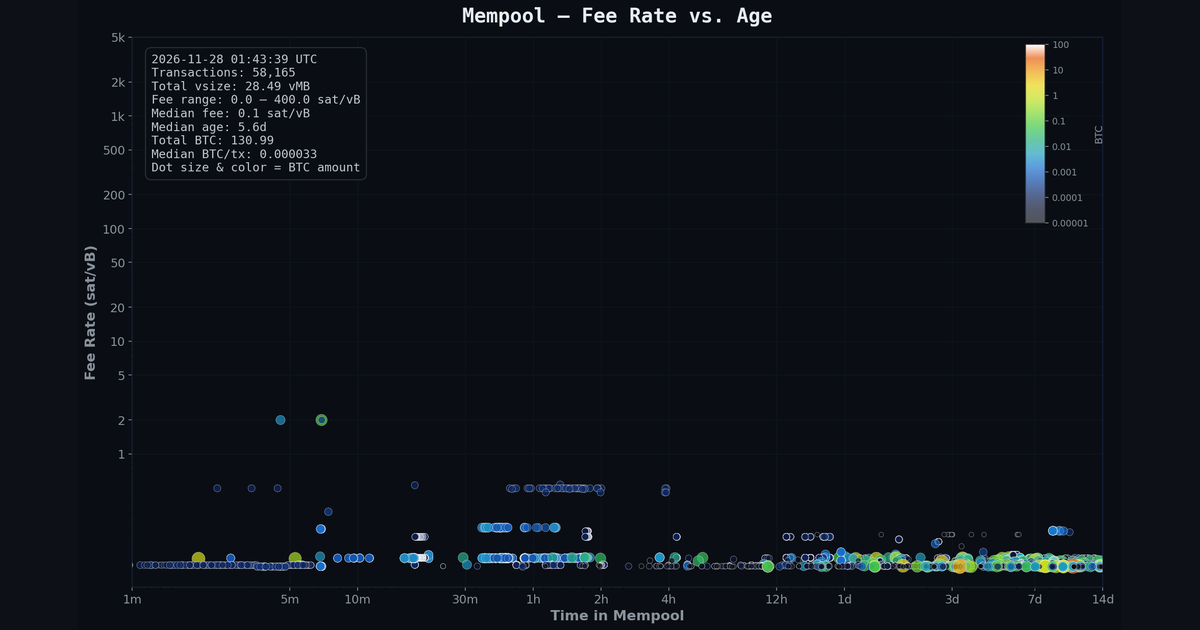 Mempool — Fee Rate vs. Age
5k
2k
1k
500
200
100
50
20
10
5
2
1
Fee Rate (sat/vB)
2026-11-28 01:43:39 UTC
Transactions: 58,165
Total vsize: 28.49 vMB
Fee range: 0.0 — 400.0 sat/vB
Median fee: 0.1 sat/vB
Median age: 5.6d
Total BTC: 130.99
Median BTC/tx: 0.000033
Dot size & color = BTC amount
100
10
1
0.1
0.01
0.001
0.0001
0.00001
BTC
1m 5m 10m 30m 1h 2h 4h 12h 1d 3d 7d 14d
Time in Mempool